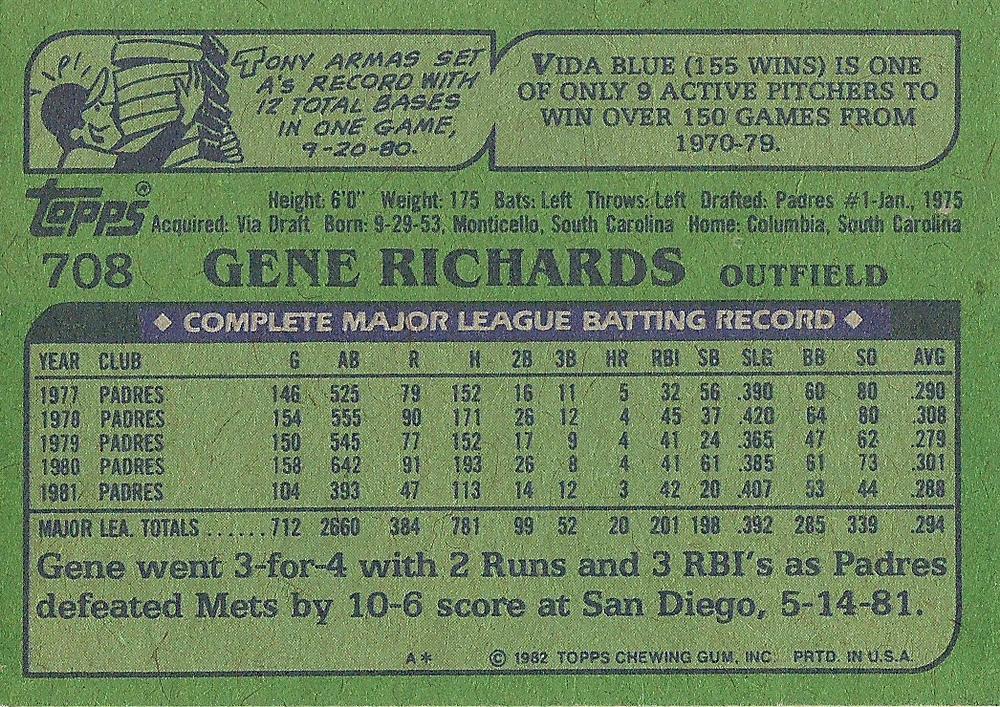 TONY ARMAS SET
A'S RECORD WITH
12 TOTAL BASES
IN ONE GAME,
9-20-80.
VIDA BLUE (155 WINS) IS ONE
OF ONLY 9 ACTIVE PITCHERS TO
WIN OVER 150 GAMES FROM
1970-79.
Topps®
Height: 6'0" Weight: 175 Bats: Left Throws: Left Drafted: Padres #1-Jan., 1975
Acquired: Via Draft Born: 9-29-53, Monticello, South Carolina Home: Columbia, South Carolina
708 GENE RICHARDS OUTFIELD
◆ COMPLETE MAJOR LEAGUE BATTING RECORD ◆
YEAR CLUB G AB R H 2B 3B HR RBI SB SLG BB SO AVG
1977 PADRES 146 525 79 152 16 11 5 32 56 .390 60 80 .290
1978 PADRES 154 555 90 171 26 12 4 45 37 .420 64 80 .308
1979 PADRES 150 545 77 152 17 9 4 41 24 .365 47 62 .279
1980 PADRES 158 642 91 193 26 8 4 41 61 .385 61 73 .301
1981 PADRES 104 393 47 113 14 12 3 42 20 .407 53 44 .288
MAJOR LEA. TOTALS ......712 2660 384 781 99 52 20 201 198 .392 285 339 .294
Gene went 3-for-4 with 2 Runs and 3 RBI's as Padres
defeated Mets by 10-6 score at San Diego, 5-14-81.
A* © 1982 TOPPS CHEWING GUM, INC. PRTD. IN U.S.A.